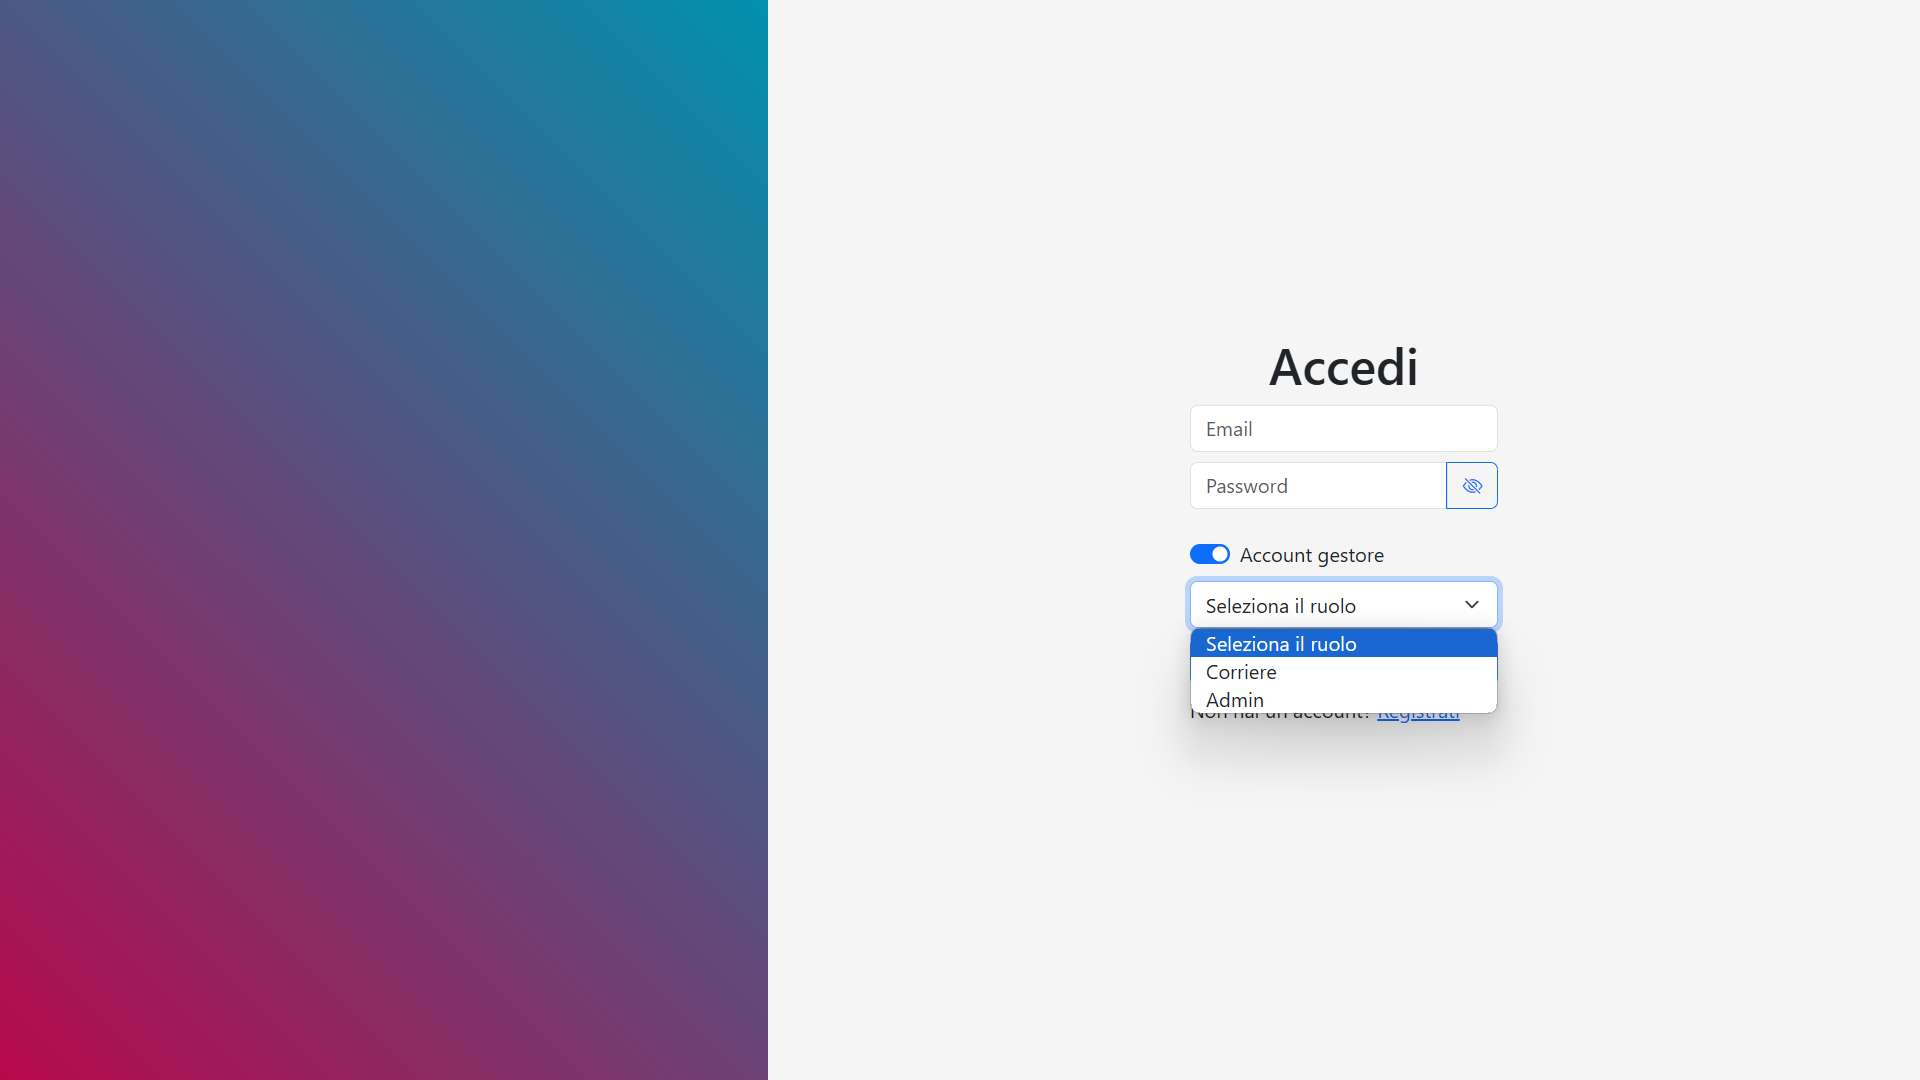 Accedi
Email
Password
Account gestore
Seleziona il ruolo
Seleziona il ruolo
Corriere
Admin
Non hai un account? Registrati